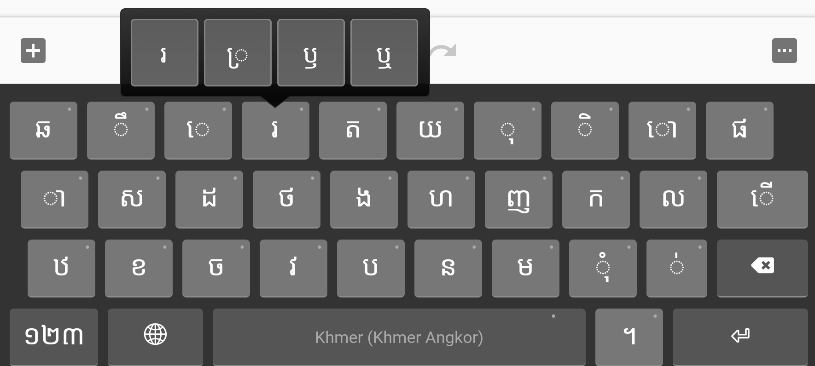 រ ្រ ឫ ឬ
ឆ ឹ េ រ ត យ ុ ិ ោ ផ
ា ស ដ ថ ង ហ ញ ក ល ើ
ឋ ខ ច វ ប ន ម ុំ ់
១២៣ Khmer (Khmer Angkor) ។